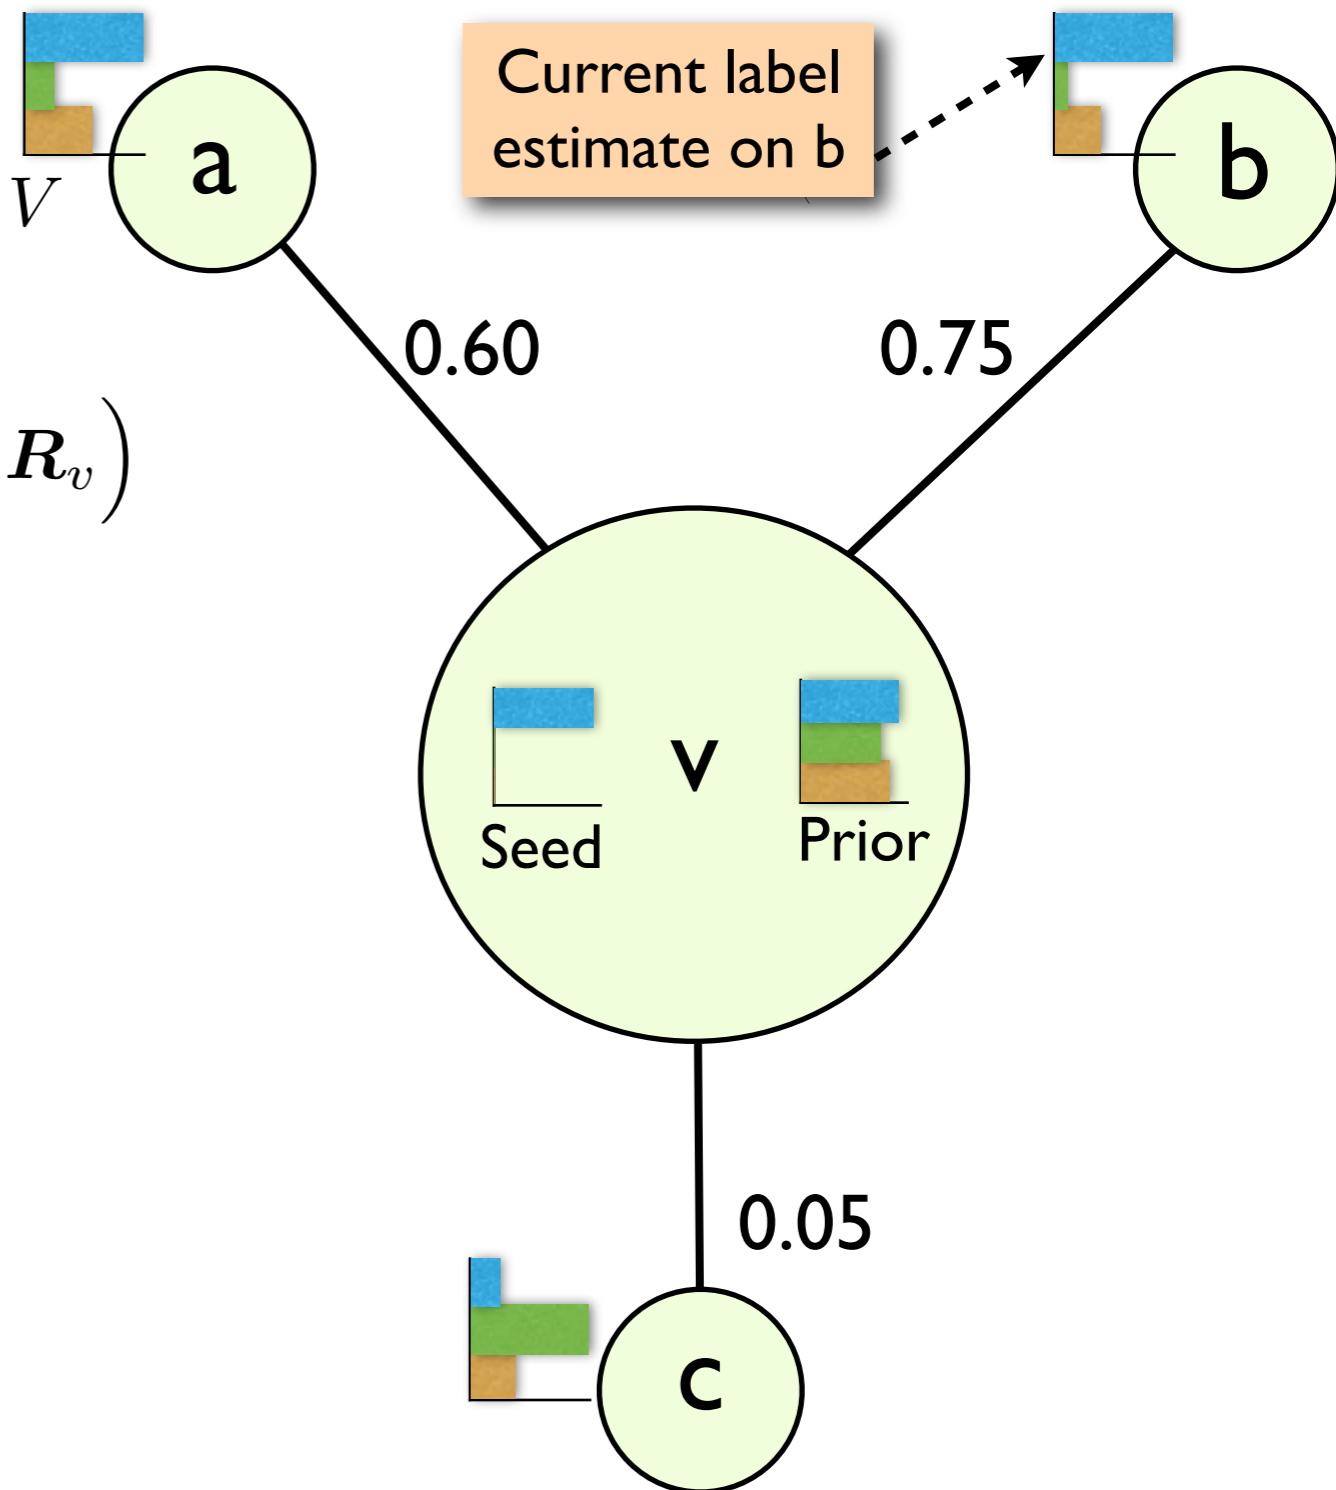 Current label
estimate on b
a
b
V
0.60
0.75
R_v)
v
Seed
Prior
0.05
c